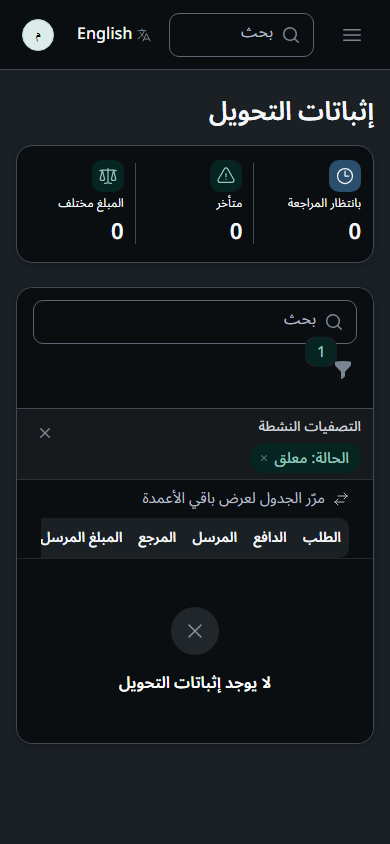 بحث
English
م
إثباتات التحويل
بانتظار المراجعة
0
متأخر
0
المبلغ مختلف
0
بحث
1
التصفيات النشطة
الحالة: معلق ×
مرّر الجدول لعرض باقي الأعمدة
الطلب الدافع المرسل المرجع المبلغ المرسل
لا يوجد إثباتات التحويل